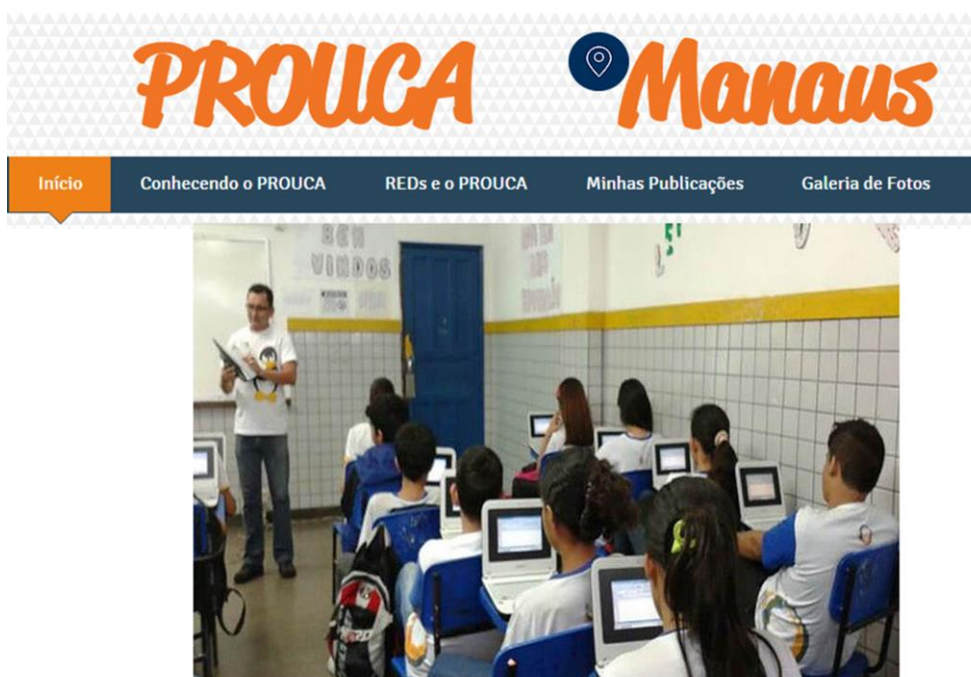 PROUCA Manaus
Início Conhecendo o PROUCA REDs e o PROUCA Minhas Publicações Galeria de Fotos
BEM
VINDOS